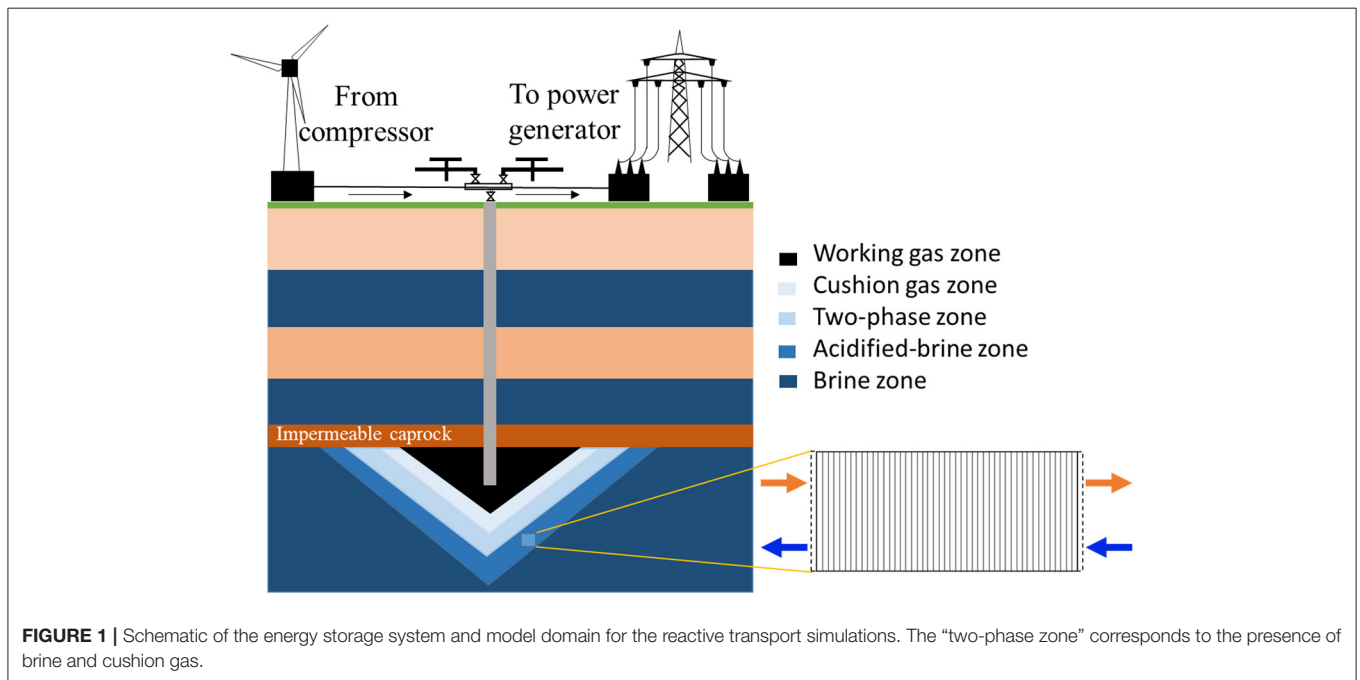 From
compressor
To power
generator
Working gas zone
Cushion gas zone
Two-phase zone
Acidified-brine zone
Brine zone
Impermeable caprock
FIGURE 1 | Schematic of the energy storage system and model domain for the reactive transport simulations. The “two-phase zone” corresponds to the presence of
brine and cushion gas.